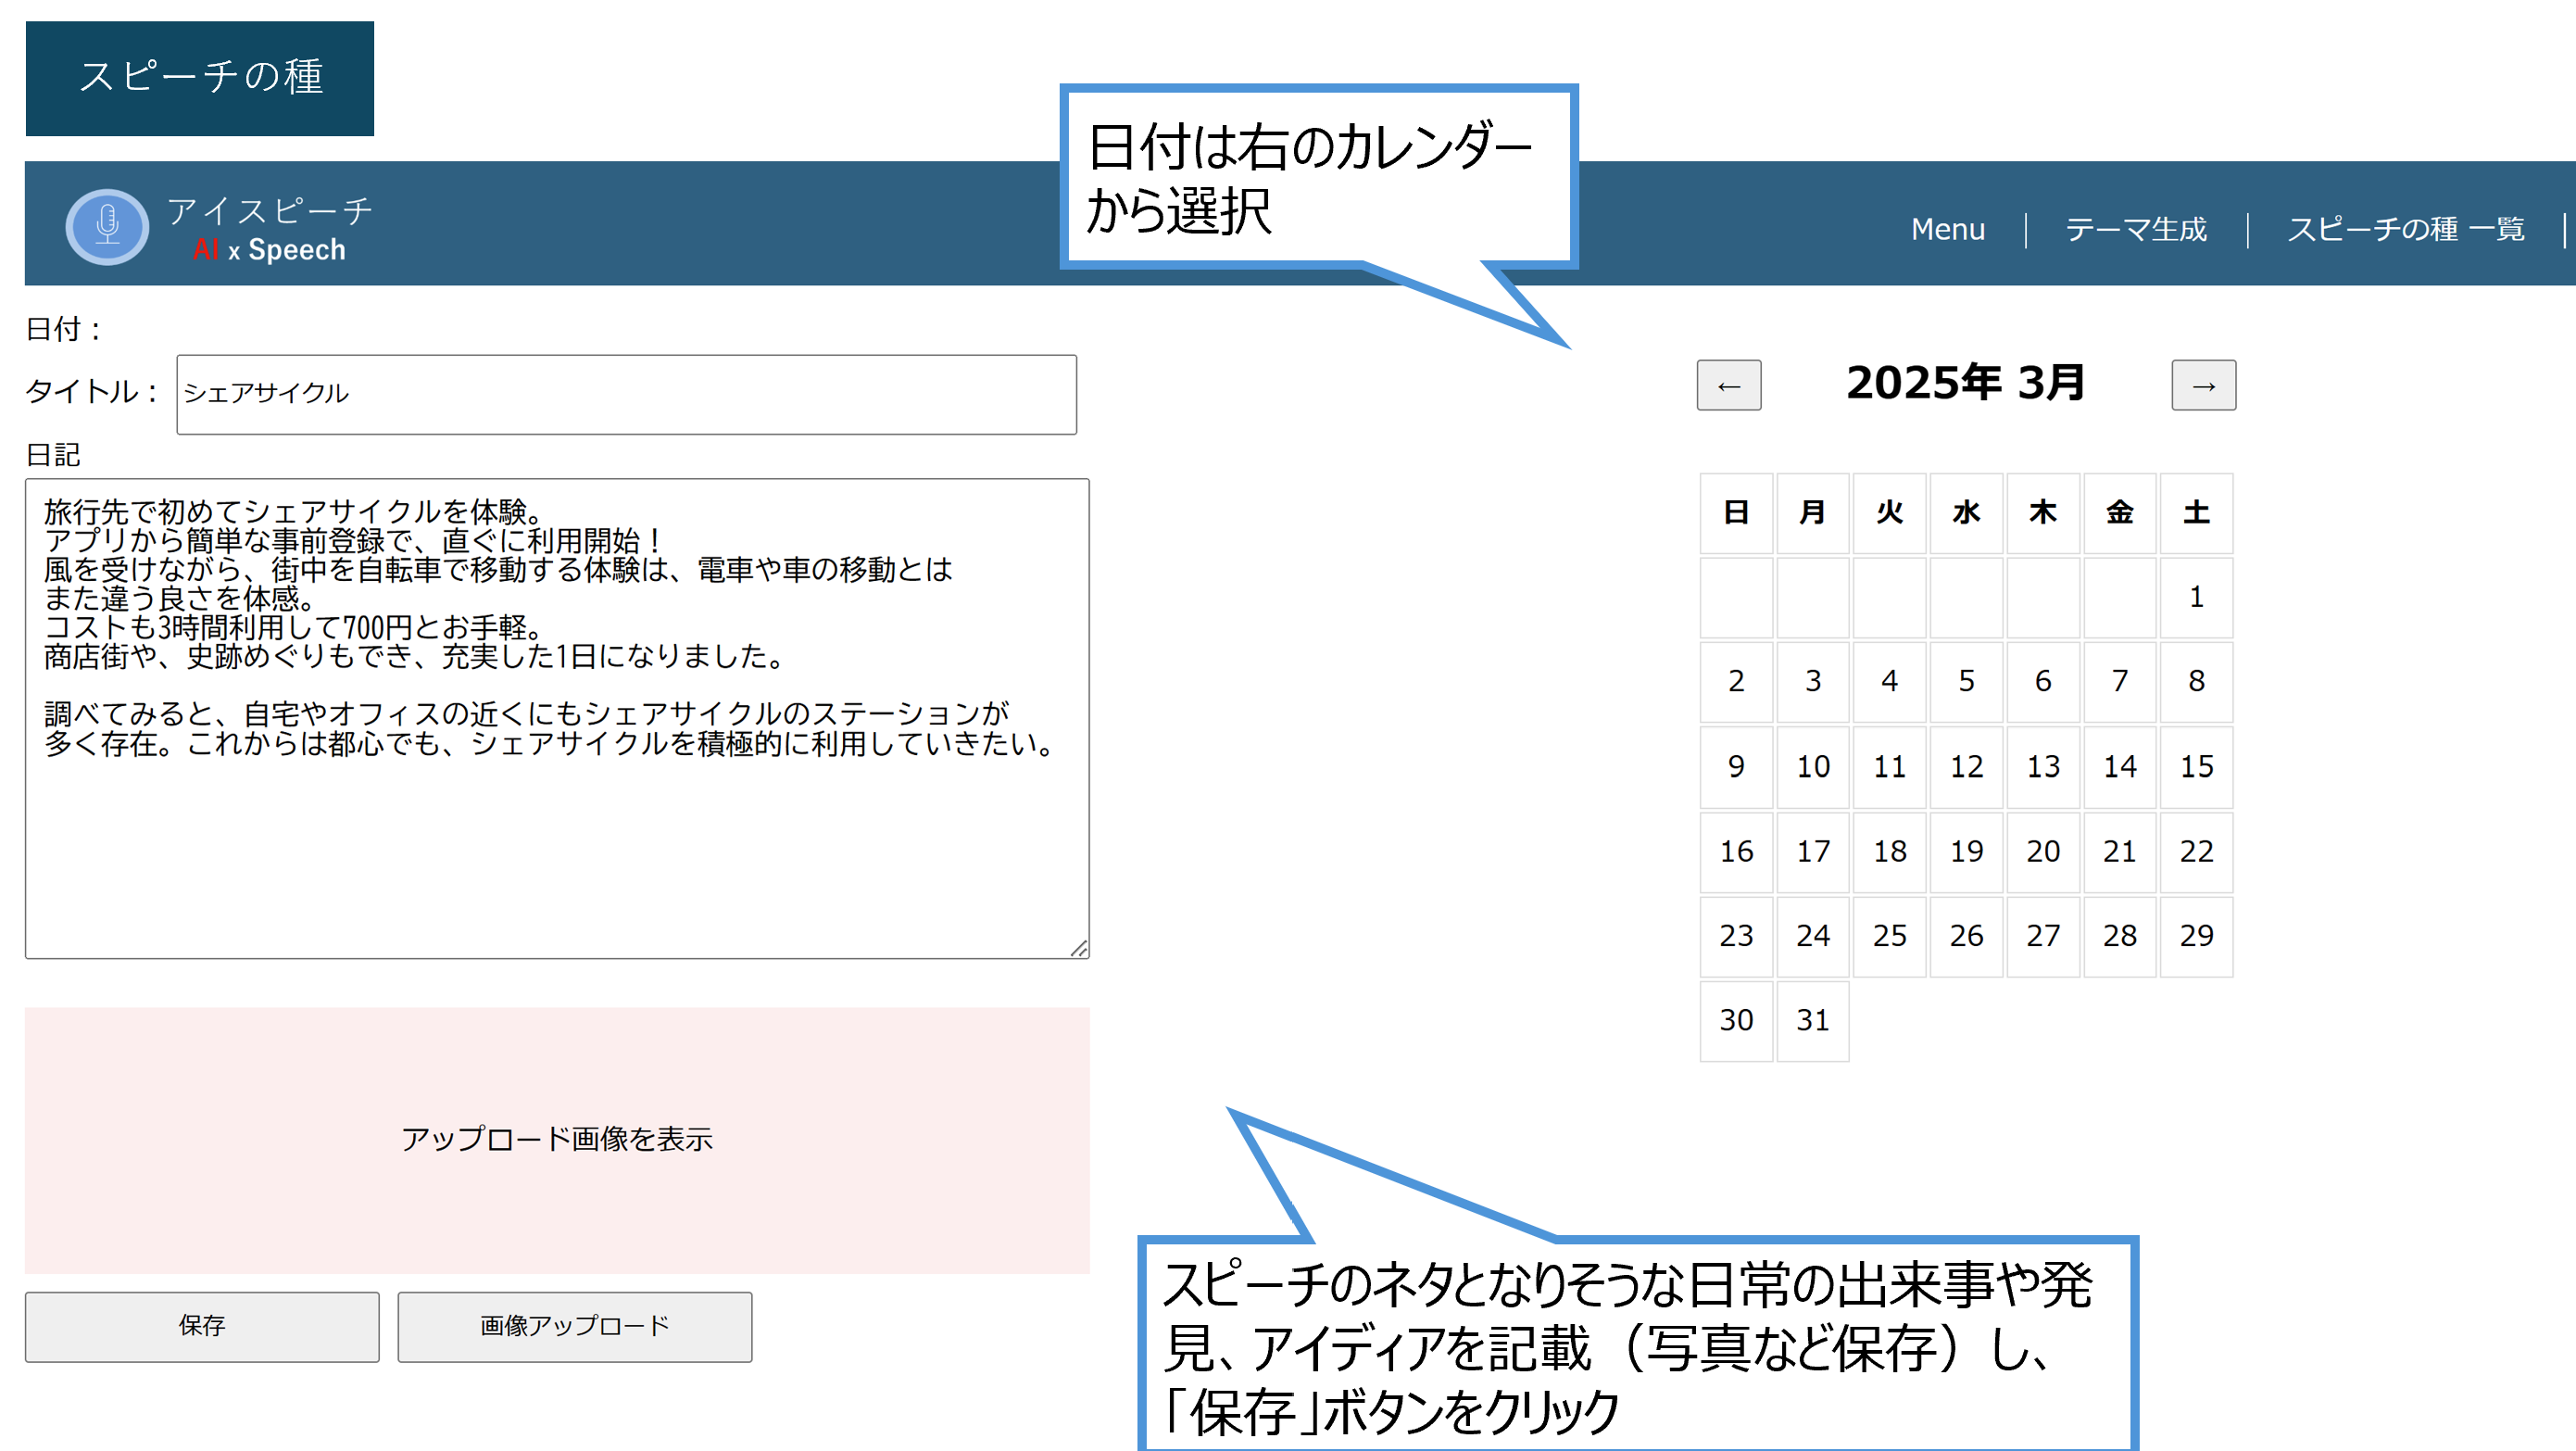 スピーチの種
日付は右のカレンダー
から選択
アイスピーチ
AI x Speech
Menu | テーマ生成 | スピーチの種 一覧 |
日付：
タイトル： シェアサイクル
日記
旅行先で初めてシェアサイクルを体験。
アプリから簡単な事前登録で、直ぐに利用開始！
風を受けながら、街中を自転車で移動する体験は、電車や車の移動とは
また違う良さを体感。
コストも3時間利用して700円とお手軽。
商店街や、史跡めぐりもでき、充実した1日になりました。
調べてみると、自宅やオフィスの近くにもシェアサイクルのステーションが
多く存在。これからは都心でも、シェアサイクルを積極的に利用していきたい。
アップロード画像を表示
保存 画像アップロード
← 2025年 3月 →
日 月 火 水 木 金 土
1
2 3 4 5 6 7 8
9 10 11 12 13 14 15
16 17 18 19 20 21 22
23 24 25 26 27 28 29
30 31
スピーチのネタとなりそうな日常の出来事や発
見、アイディアを記載（写真など保存）し、
「保存」ボタンをクリック